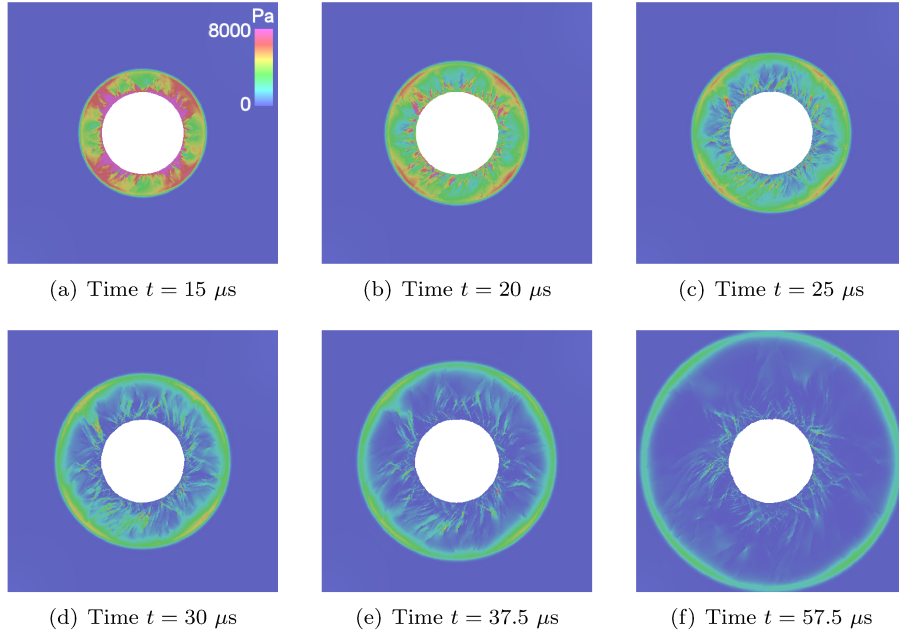 Pa
8000
0
(a) Time t = 15 μs
(b) Time t = 20 μs
(c) Time t = 25 μs
(d) Time t = 30 μs
(e) Time t = 37.5 μs
(f) Time t = 57.5 μs